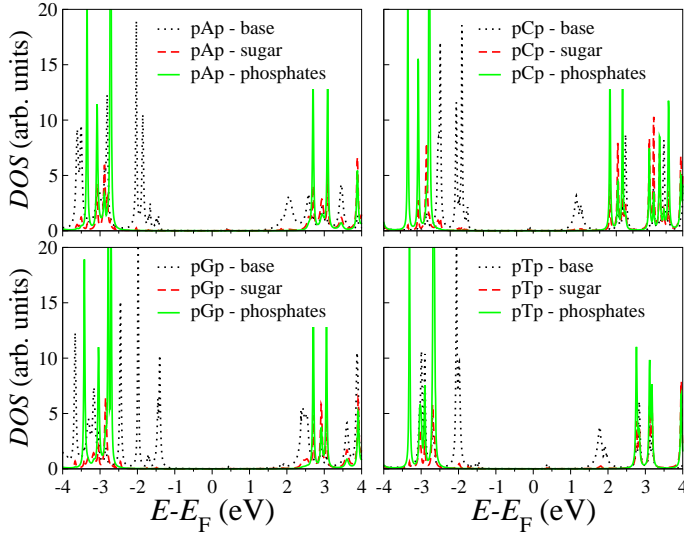 20
15
10
5
0
DOS (arb. units)
pAp - base
pAp - sugar
pAp - phosphates
pCp - base
pCp - sugar
pCp - phosphates
20
15
10
5
0
DOS (arb. units)
pGp - base
pGp - sugar
pGp - phosphates
pTp - base
pTp - sugar
pTp - phosphates
-4 -3 -2 -1 0 1 2 3 4
-4 -3 -2 -1 0 1 2 3 4
E-EF (eV)
E-EF (eV)